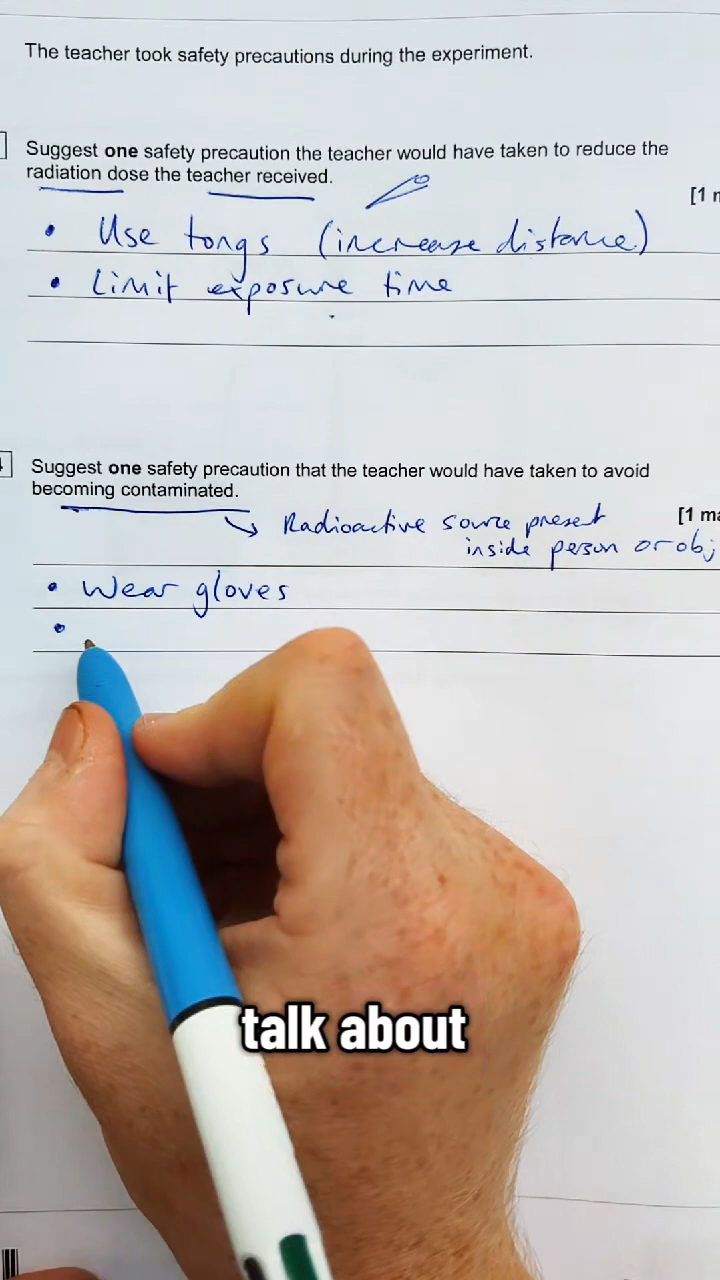 The teacher took safety precautions during the experiment.
Suggest one safety precaution the teacher would have taken to reduce the
radiation dose the teacher received.
[1 m
• Use tongs (increase distance)
• Limit exposure time
Suggest one safety precaution that the teacher would have taken to avoid
becoming contaminated.
[1 ma
Radioactive source present
inside person or obj
• Wear gloves
•
talk about